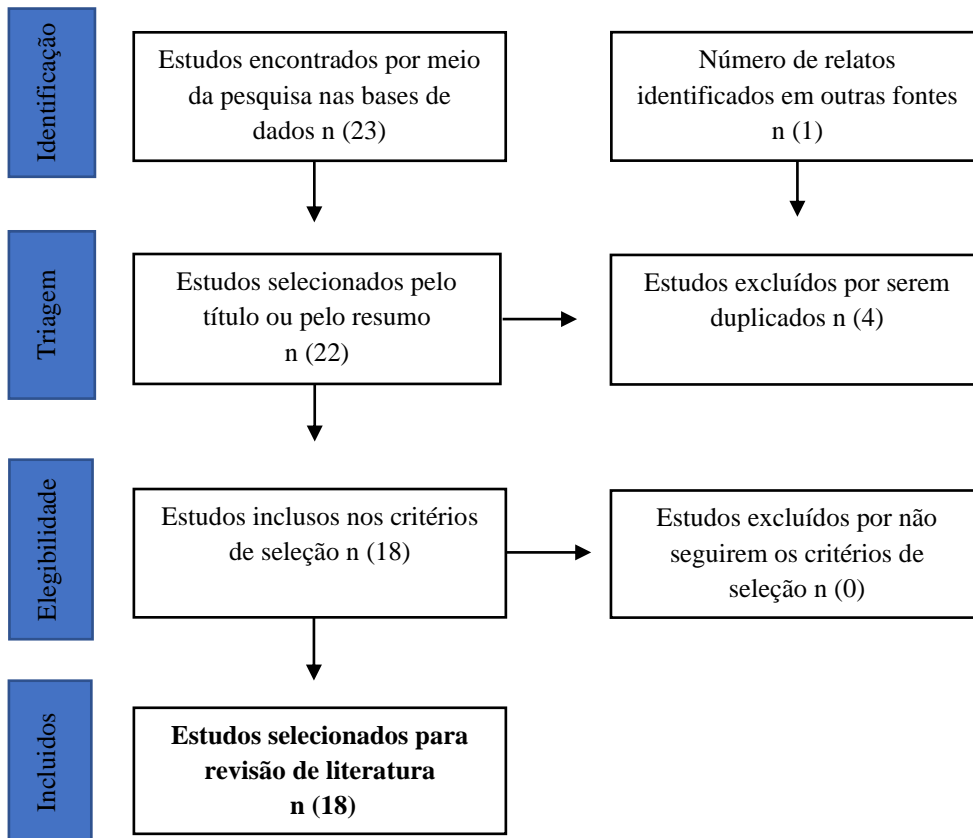 Identificação
Estudos encontrados por meio
da pesquisa nas bases de
dados n (23)
Número de relatos
identificados em outras fontes
n (1)
Triagem
Estudos selecionados pelo
título ou pelo resumo
n (22)
Estudos excluídos por serem
duplicados n (4)
Elegibilidade
Estudos inclusos nos critérios
de seleção n (18)
Estudos excluídos por não
seguirem os critérios de
seleção n (0)
Incluidos
Estudos selecionados para
revisão de literatura
n (18)